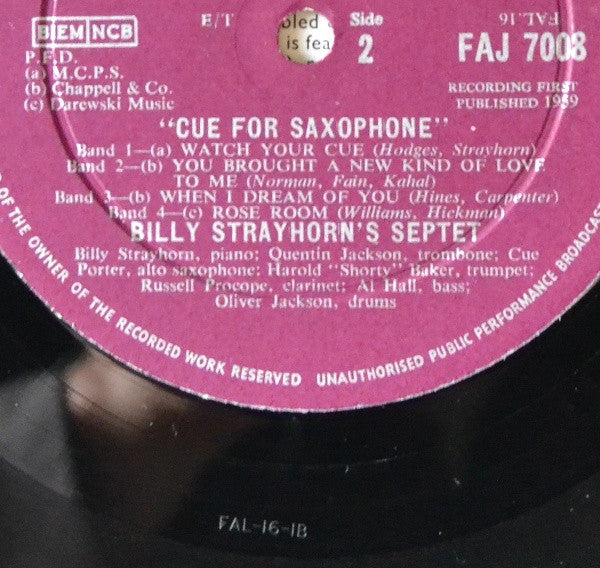 BIEM NCB
E/T
bled
is fea
Side
2
FAL.16
FAJ 7008
P.F.D.
(a) M.C.P.S.
(b) Chappell & Co.
(c) Darewski Music
RECORDING FIRST
PUBLISHED 1959
"CUE FOR SAXOPHONE"
Band 1—(a) WATCH YOUR CUE (Hodges, Strayhorn)
Band 2—(b) YOU BROUGHT A NEW KIND OF LOVE
TO ME (Norman, Fain, Kahal)
Band 3—(b) WHEN I DREAM OF YOU (Hines, Carpenter)
Band 4—(c) ROSE ROOM (Williams, Hickman)
BILLY STRAYHORN'S SEPTET
Billy Strayhorn, piano; Quentin Jackson, trombone; Cue
Porter, alto saxophone; Harold "Shorty" Baker, trumpet;
Russell Procope, clarinet; Al Hall, bass;
Oliver Jackson, drums
OF THE OWNER OF THE RECORDED WORK RESERVED UNAUTHORISED PUBLIC PERFORMANCE BROADCAS
FAL-16-1B